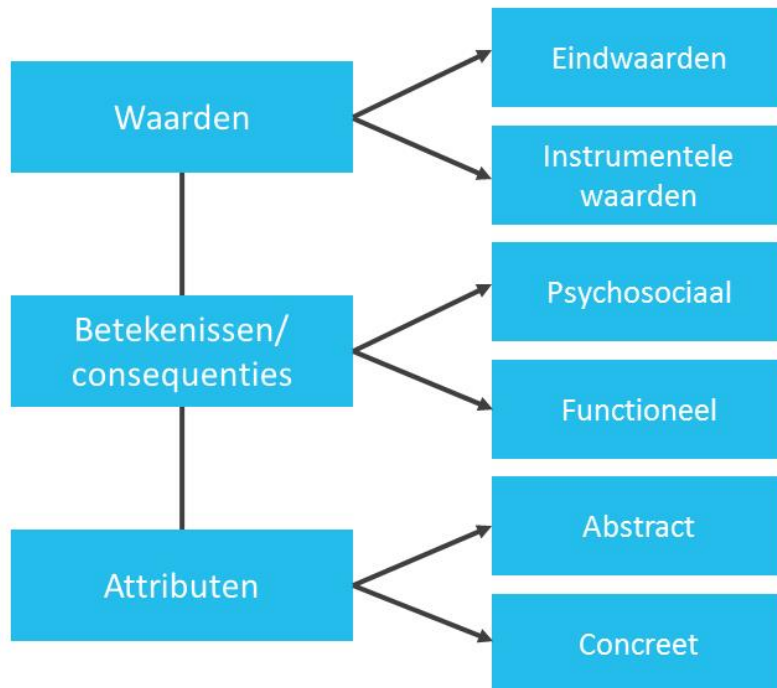 Waarden
Eindwaarden
Instrumentele
waarden
Betekenissen/
consequenties
Psychosociaal
Functioneel
Attributen
Abstract
Concreet